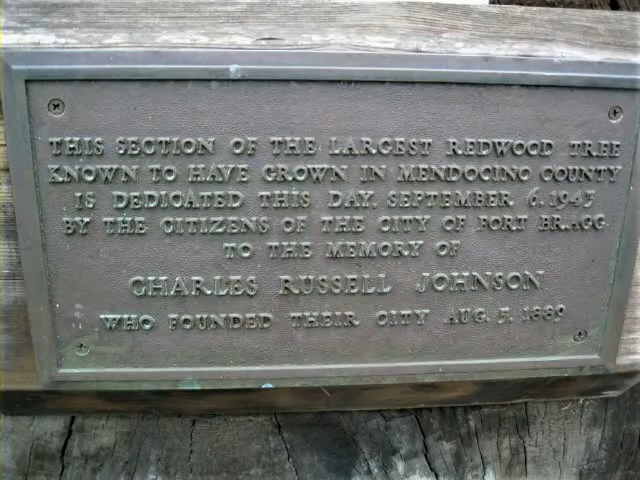 THIS SECTION OF THE LARGEST REDWOOD TREE
KNOWN TO HAVE GROWN IN MENDOCINO COUNTY
IS DEDICATED THIS DAY, SEPTEMBER 6, 1943
BY THE CITIZENS OF THE CITY OF FORT BRAGG
TO THE MEMORY OF
CHARLES RUSSELL JOHNSON
WHO FOUNDED THEIR CITY AUG. 5, 1889